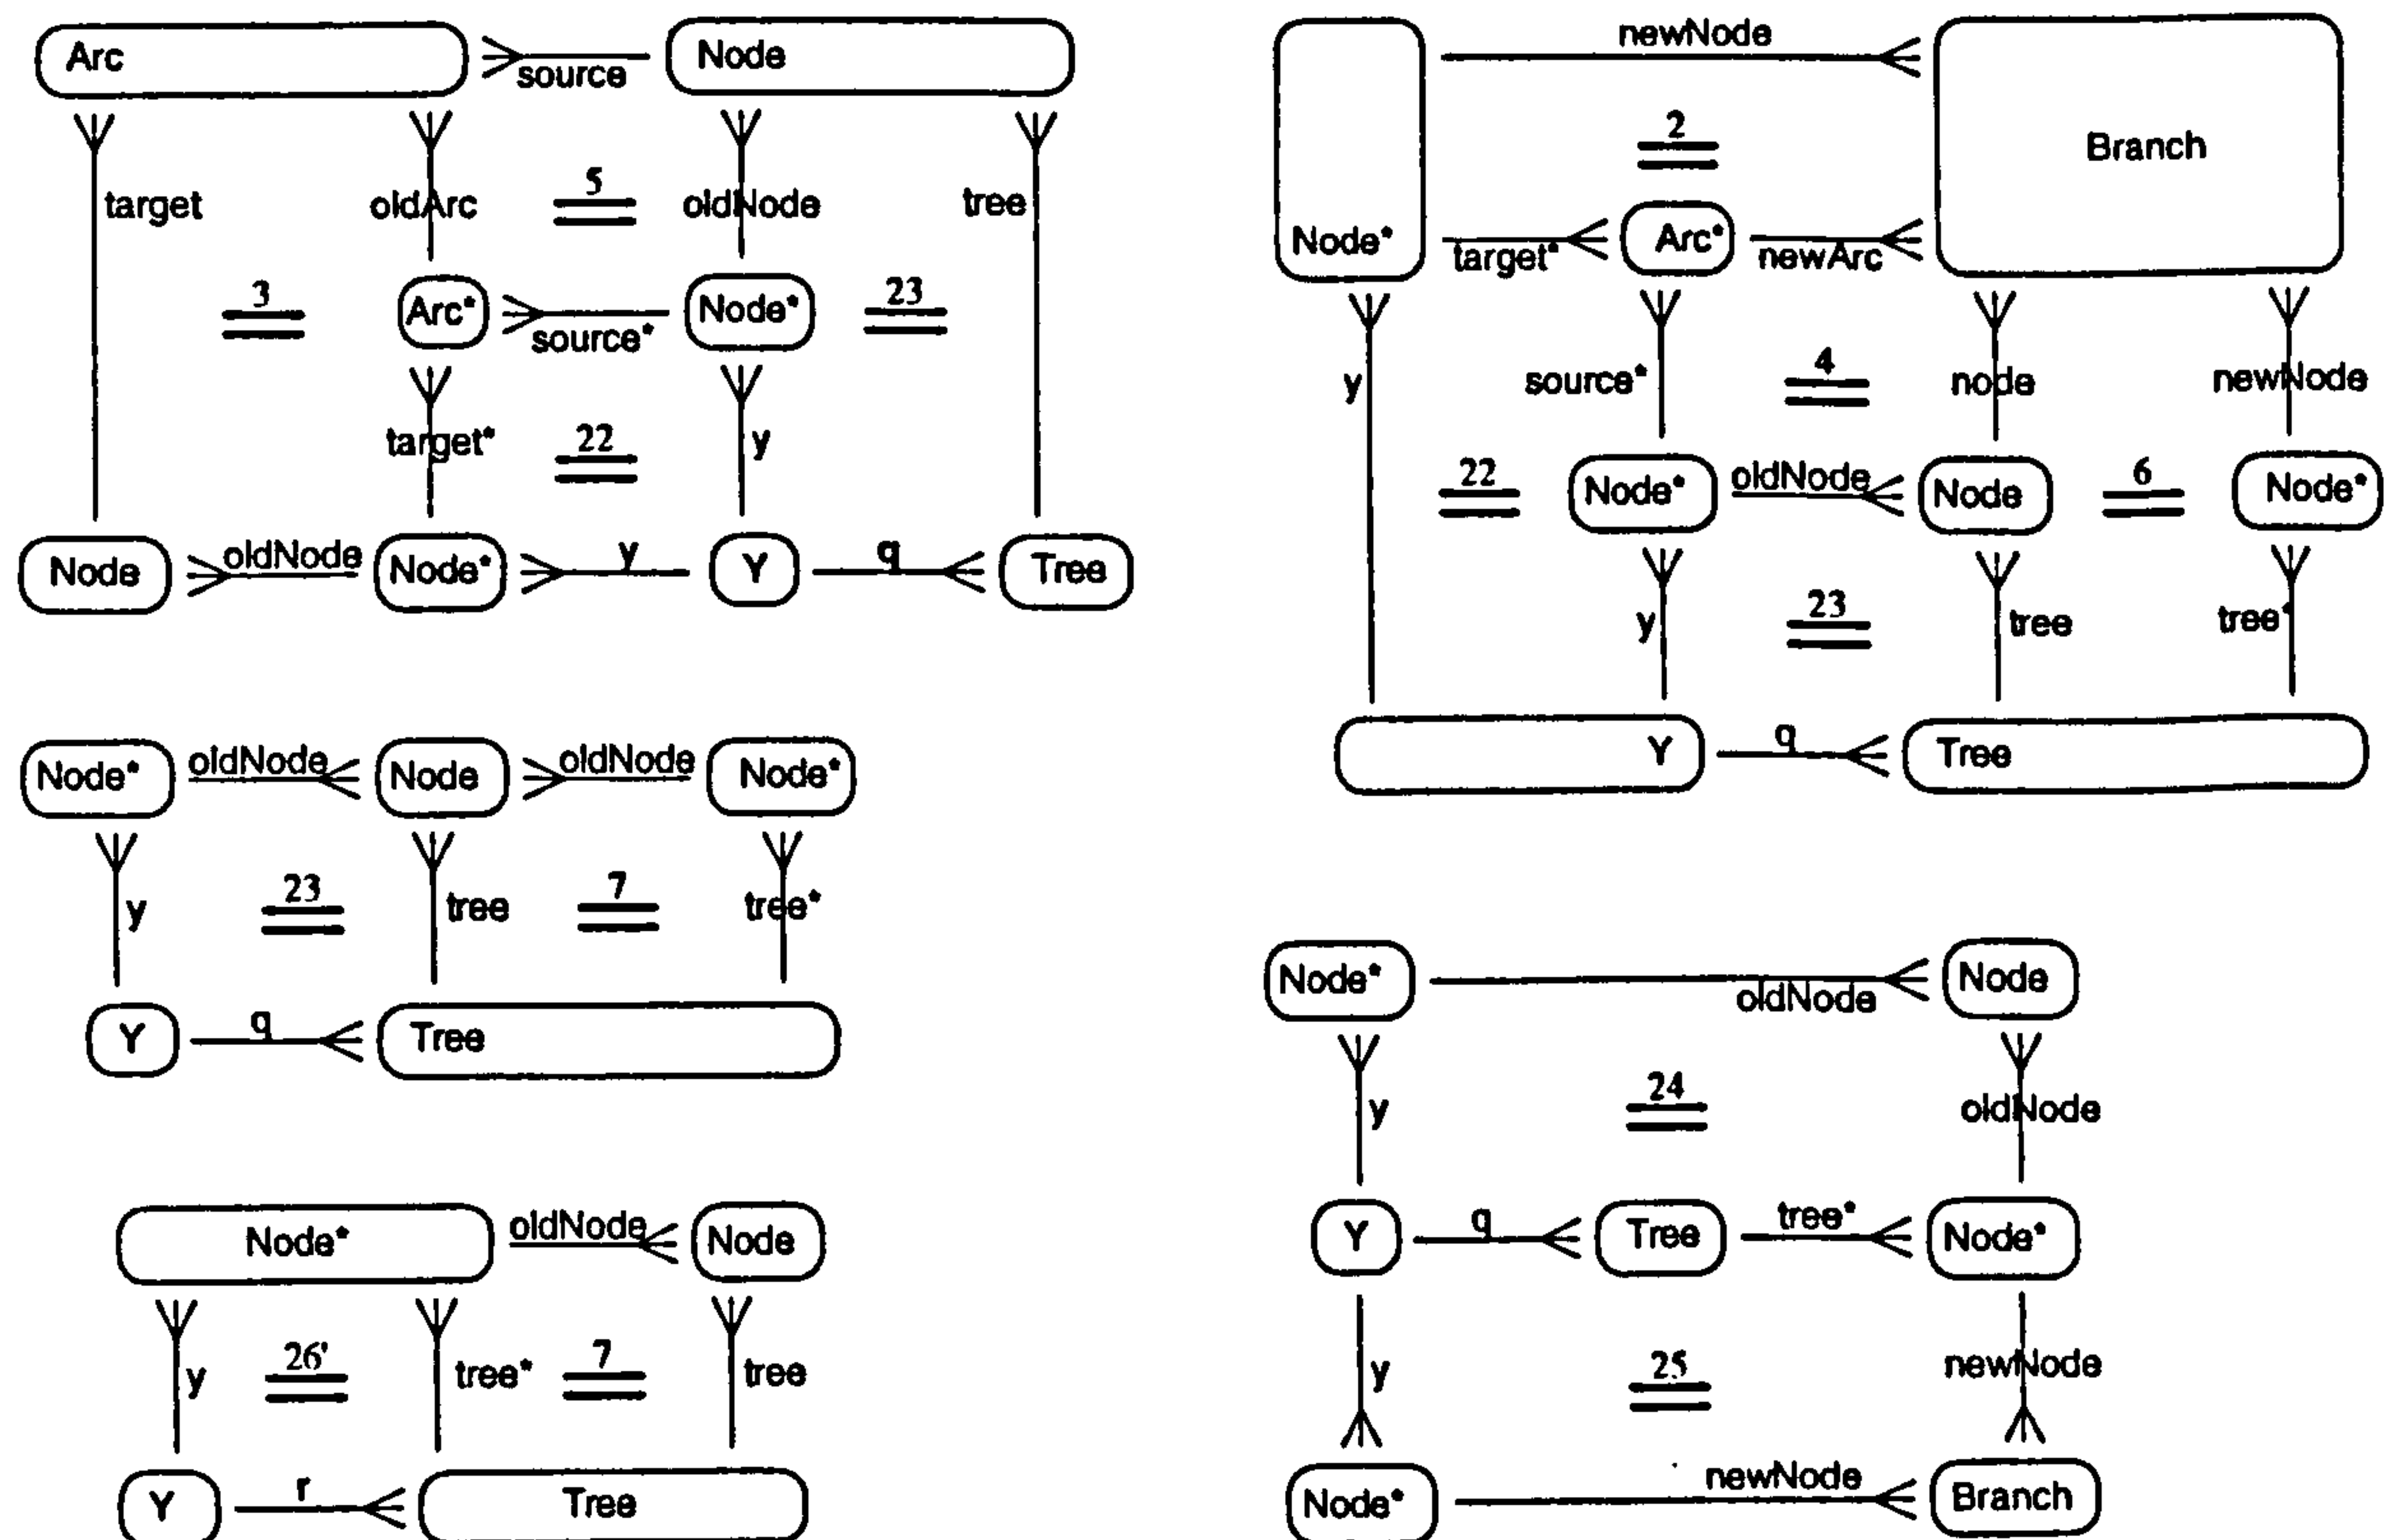 Arc
source
Node
target
oldArc
5
oldNode
tree
3
Arc*
source*
Node*
23
target*
22
y
Node
oldNode
Node*
y
Y
q
Tree
newNode
2
Branch
Node*
target*
Arc*
newArc
y
source*
4
node
newNode
22
Node*
oldNode
Node
6
Node*
y
23
tree
tree*
Y
q
Tree
Node*
oldNode
Node
oldNode
Node*
y
23
tree
7
tree*
Y
q
Tree
Node*
oldNode
Node
y
24
oldNode
Y
q
Tree
tree*
Node*
y
25
newNode
Node*
newNode
Branch
Node*
oldNode
Node
y
26'
tree*
7
tree
Y
r
Tree